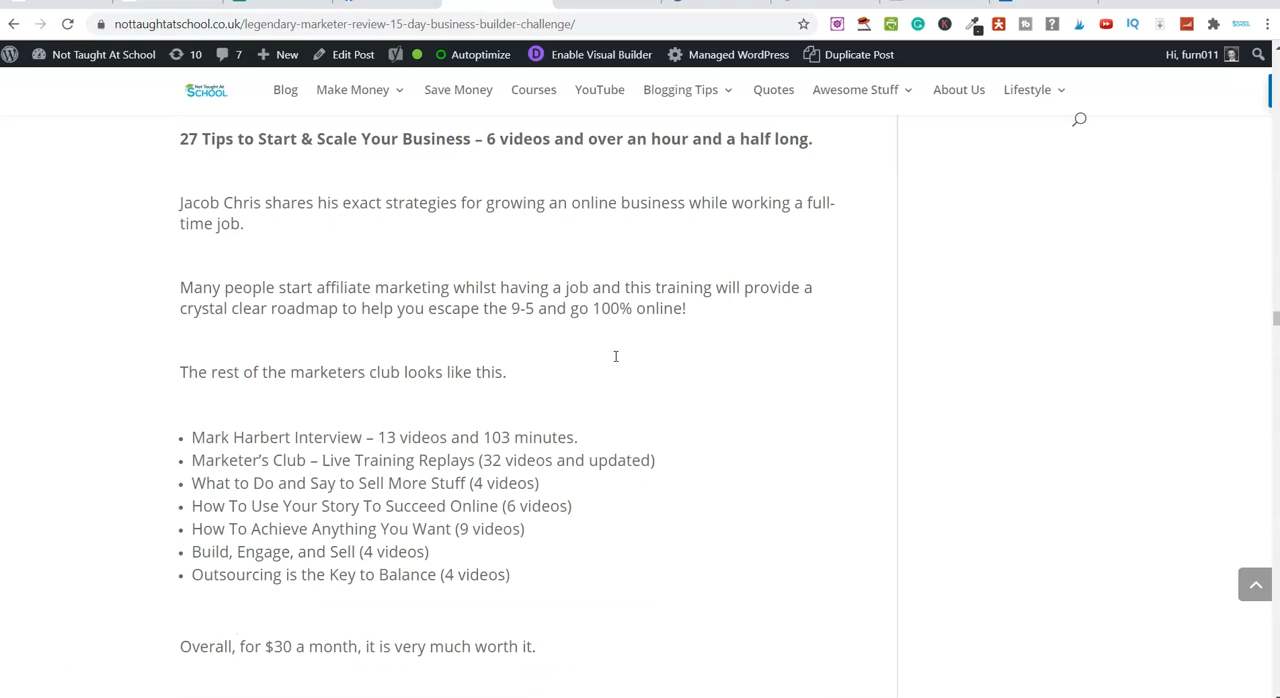 nottaughtatschool.co.uk/legendary-marketer-review-15-day-business-builder-challenge/
Not Taught At School 10 7 New Edit Post Autoptimize D Enable Visual Builder Managed WordPress Duplicate Post Hi, furn011
Not Taught At SCHOOL Blog Make Money Save Money Courses YouTube Blogging Tips Quotes Awesome Stuff About Us Lifestyle
27 Tips to Start & Scale Your Business – 6 videos and over an hour and a half long.
Jacob Chris shares his exact strategies for growing an online business while working a full-
time job.
Many people start affiliate marketing whilst having a job and this training will provide a
crystal clear roadmap to help you escape the 9-5 and go 100% online!
The rest of the marketers club looks like this.
• Mark Harbert Interview – 13 videos and 103 minutes.
• Marketer's Club – Live Training Replays (32 videos and updated)
• What to Do and Say to Sell More Stuff (4 videos)
• How To Use Your Story To Succeed Online (6 videos)
• How To Achieve Anything You Want (9 videos)
• Build, Engage, and Sell (4 videos)
• Outsourcing is the Key to Balance (4 videos)
Overall, for $30 a month, it is very much worth it.